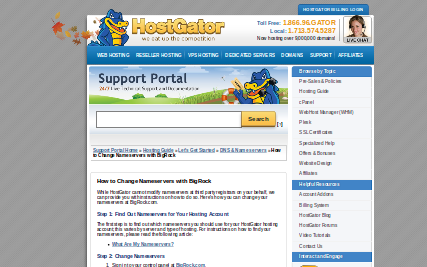 HOSTGATOR BILLING LOGIN
HostGator
we eat up the competition
Toll Free: 1.866.96.GATOR
Local: 1.713.574.5287
Now hosting over 9,000,000 domains!
LIVE CHAT
WEB HOSTING RESELLER HOSTING VPS HOSTING DEDICATED SERVERS DOMAINS SUPPORT AFFILIATES
Support Portal
24/7 Live Technical Support and Documentation
Search
[+]
Support Portal Home » Hosting Guide » Let's Get Started » DNS & Nameservers » How to Change Nameservers with BigRock
How to Change Nameservers with BigRock
While HostGator cannot modify nameservers at third party registrars on your behalf, we
can provide you with instructions on how to do so. Here's how you can change your
nameservers at BigRock.com.
Step 1: Find Out Nameservers for Your Hosting Account
The first step is to find out which nameservers you should use for your HostGator hosting
account; this varies by server and type of hosting. For instructions on how to find your
nameservers, please read the following article:
What Are My Nameservers?
Step 2: Change Nameservers
1. Sign into your control panel at BigRock.com.
Browse by Topic
Pre-Sales & Policies
Hosting Guide
cPanel
Web Host Manager (WHM)
Plesk
SSL Certificates
Specialized Help
Offers & Bonuses
Website Design
Affiliates
Helpful Resources
Account Addons
Billing System
HostGator Blog
HostGator Forums
Video Tutorials
Contact Us
Interact and Engage